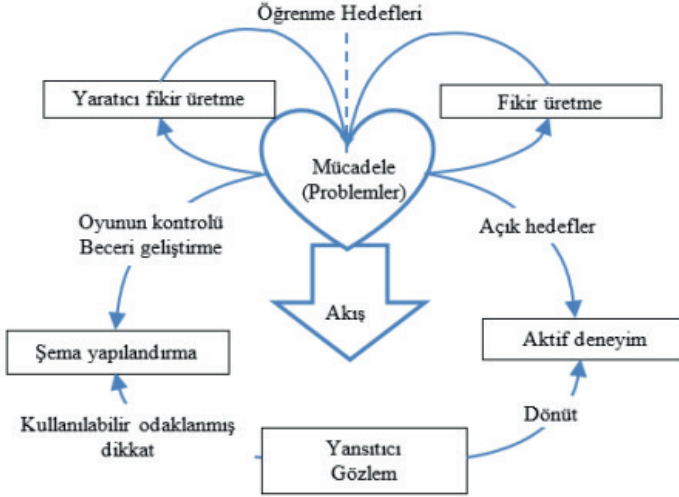 Öğrenme Hedefleri
Yaratıcı fikir üretme
Fikir üretme
Mücadele
(Problemler)
Oyunun kontrolü
Beceri geliştirme
Açık hedefler
Akış
Şema yapılandırma
Aktif deneyim
Kullanılabilir odaklanmış
dikkat
Dönüt
Yansıtıcı
Gözlem